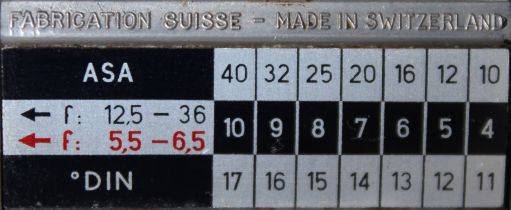 FABRICATION SUISSE - MADE IN SWITZERLAND
ASA 40 32 25 20 16 12 10
← f: 12,5 - 36 10 9 8 7 6 5 4
← f: 5,5 - 6,5
°DIN 17 16 15 14 13 12 11